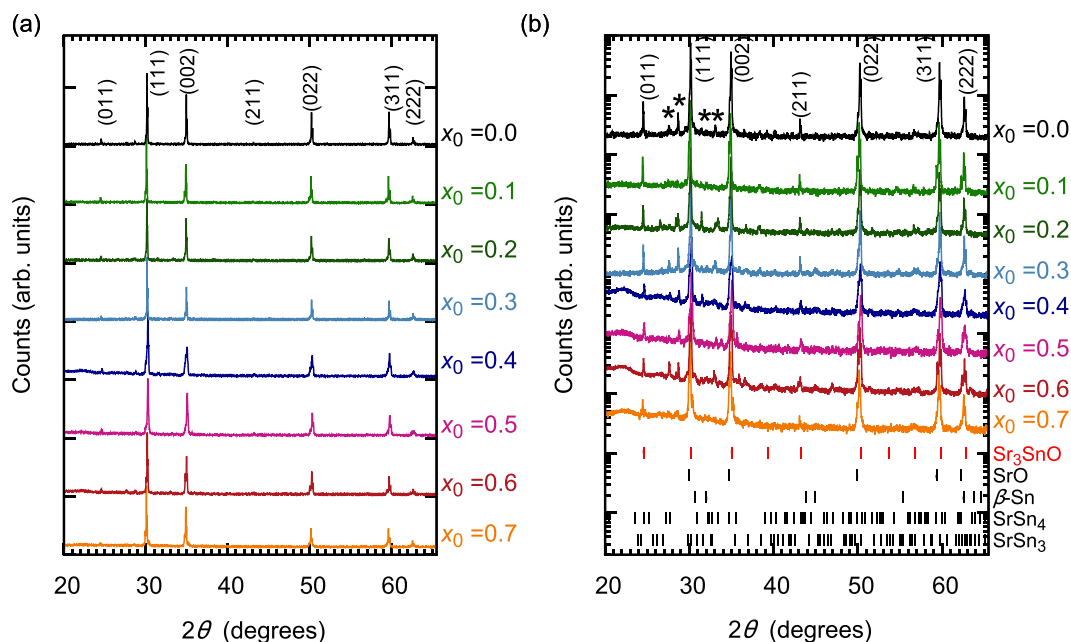 (a)
(011)
(111)
(002)
(211)
(022)
(311)
(222)
x0 =0.0
x0 =0.1
x0 =0.2
x0 =0.3
x0 =0.4
x0 =0.5
x0 =0.6
x0 =0.7
Counts (arb. units)
20 30 40 50 60
2θ (degrees)
(b)
(011)
* * **
(111)
(002)
(211)
(022)
(311)
(222)
x0 =0.0
x0 =0.1
x0 =0.2
x0 =0.3
x0 =0.4
x0 =0.5
x0 =0.6
x0 =0.7
Sr3SnO
SrO
β-Sn
SrSn4
SrSn3
Counts (arb. units)
20 30 40 50 60
2θ (degrees)